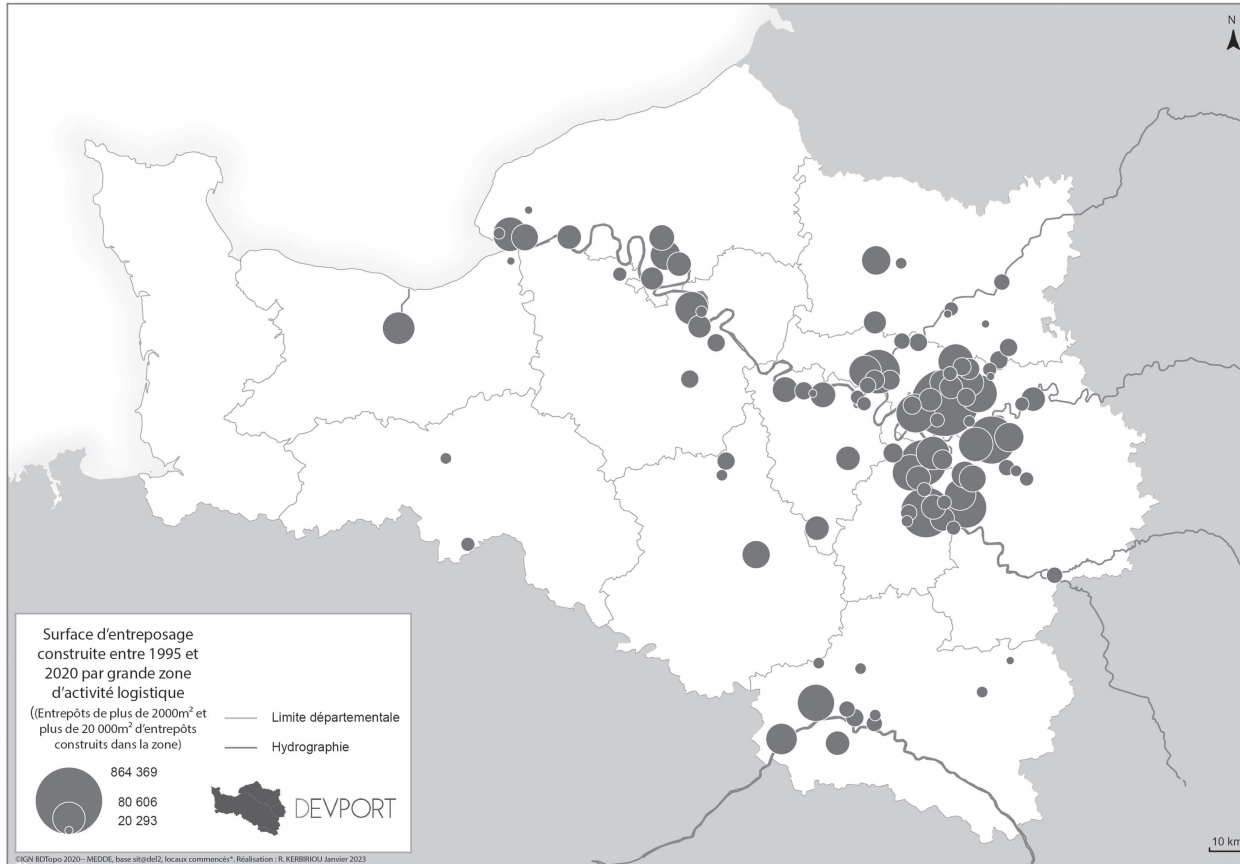 N
Surface d'entreposage
construite entre 1995 et
2020 par grande zone
d'activité logistique
((Entrepôts de plus de 2000m² et
plus de 20 000m² d'entrepôts
construits dans la zone)
Limite départementale
Hydrographie
864 369
80 606
20 293
DEVPORT
10 km
©IGN BDTopo 2020-- MEDDE, base sit@del2, locaux commencés*. Réalisation : R. KERBIRIOU Janvier 2023